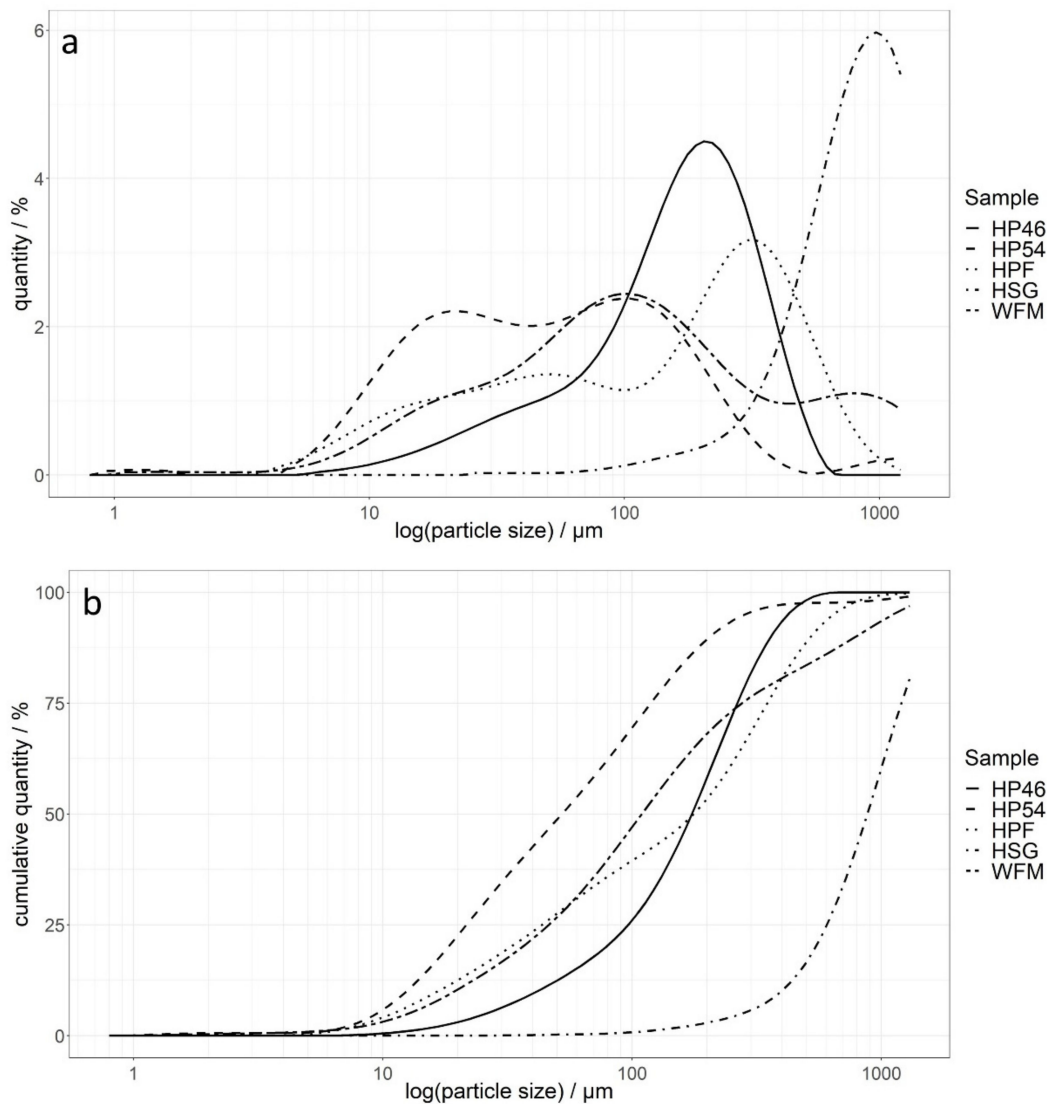 a
6
4
2
0
quantity / %
1 10 100 1000
log(particle size) / µm
Sample
HP46
HP54
HPF
HSG
WFM
b
100
75
50
25
0
cumulative quantity / %
1 10 100 1000
log(particle size) / µm
Sample
HP46
HP54
HPF
HSG
WFM